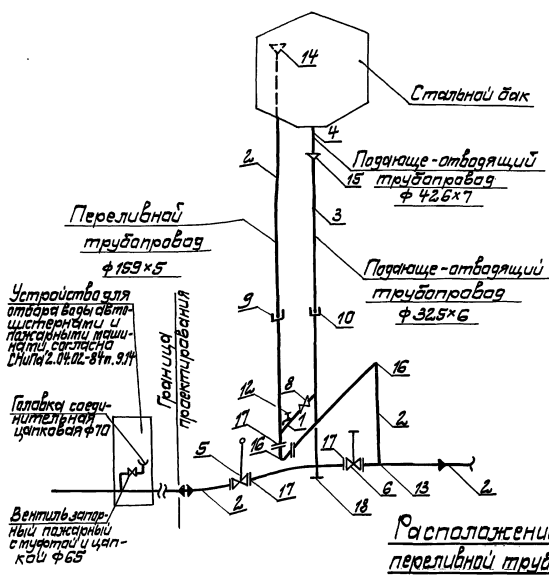 14
Стальной бак
4
Подающе-отводящий
трубопровод
ф 426×7
15
2
3
Переливной
трубопровод
ф159×5
Подающе-отводящий
трубопровод
ф 325×6
9
10
Устройство для
отбора воды авто-
цистернами и
пожарными маши-
нами согласно
СНиПа 2.04.02-84 п. 9.14
Граница
проектирования
Головка соеди-
нительная
цапковая ф70
12
8
16
17
1
2
16
5
17
17
6
18
13
2
2
Вентиль запор-
ный пожарный
с муфтой и цап-
кой ф65
Расположени
переливной труб